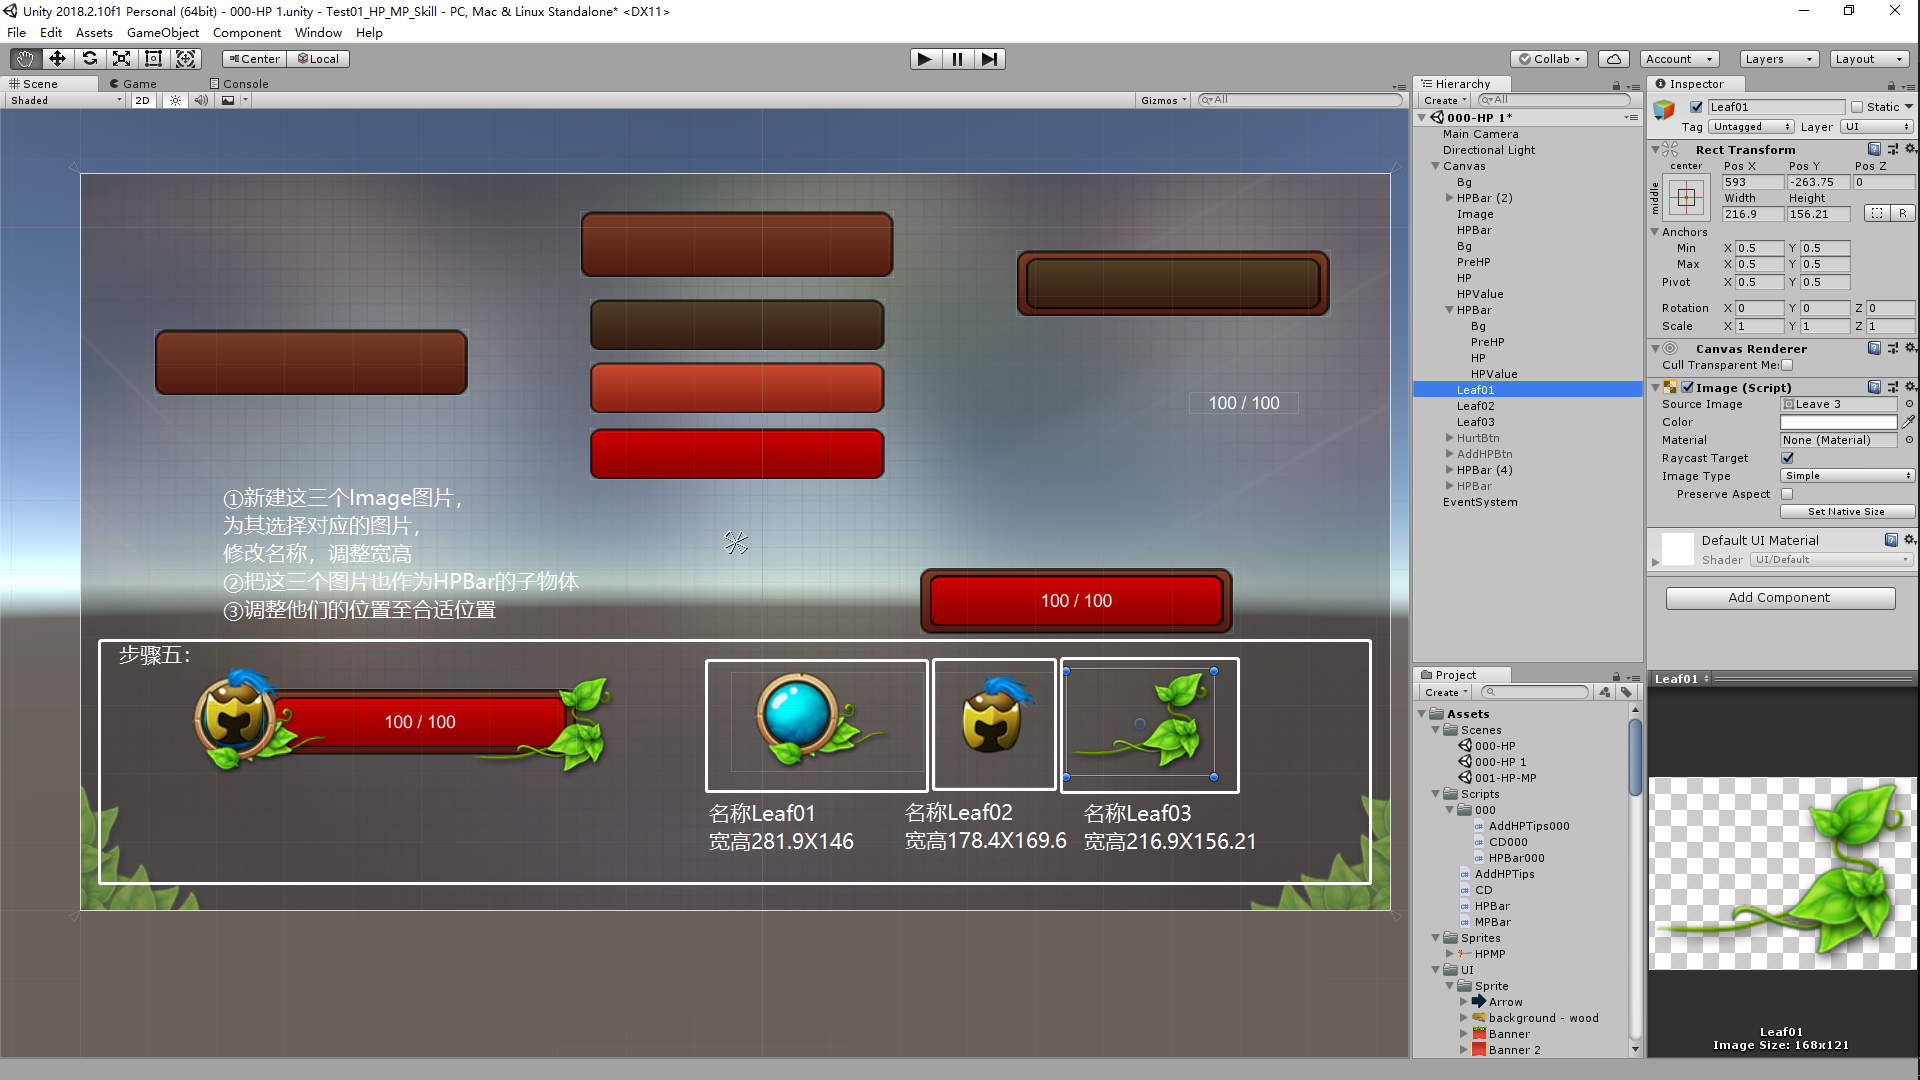 Unity 2018.2.10f1 Personal (64bit) - 000-HP 1.unity - Test01_HP_MP_Skill - PC, Mac & Linux Standalone* <DX11>
File Edit Assets GameObject Component Window Help
Center Local
Collab Account Layers Layout
Scene Game Console
Shaded 2D Gizmos All
①新建这三个Image图片，
为其选择对应的图片，
修改名称，调整宽高
②把这三个图片也作为HPBar的子物体
③调整他们的位置至合适位置
100 / 100
100 / 100
步骤五：
100 / 100
名称Leaf01
宽高281.9X146
名称Leaf02
宽高178.4X169.6
名称Leaf03
宽高216.9X156.21
Hierarchy
Create All
000-HP 1*
Main Camera
Directional Light
Canvas
Bg
HPBar (2)
Image
HPBar
Bg
PreHP
HP
HPValue
HPBar
Bg
PreHP
HP
HPValue
Leaf01
Leaf02
Leaf03
HurtBtn
AddHPBtn
HPBar (4)
HPBar
EventSystem
Project
Create
Assets
Scenes
000-HP
000-HP 1
001-HP-MP
Scripts
000
AddHPTips000
CD000
HPBar000
AddHPTips
CD
HPBar
MPBar
Sprites
HPMP
UI
Sprite
Arrow
background - wood
Banner
Banner 2
Inspector
Leaf01 Static
Tag Untagged Layer UI
Rect Transform
center Pos X Pos Y Pos Z
middle 593 -263.75 0
Width Height
216.9 156.21 R
Anchors
Min X 0.5 Y 0.5
Max X 0.5 Y 0.5
Pivot X 0.5 Y 0.5
Rotation X 0 Y 0 Z 0
Scale X 1 Y 1 Z 1
Canvas Renderer
Cull Transparent Me:
Image (Script)
Source Image Leave 3
Color
Material None (Material)
Raycast Target
Image Type Simple
Preserve Aspect
Set Native Size
Default UI Material
Shader UI/Default
Add Component
Leaf01
Leaf01
Image Size: 168x121